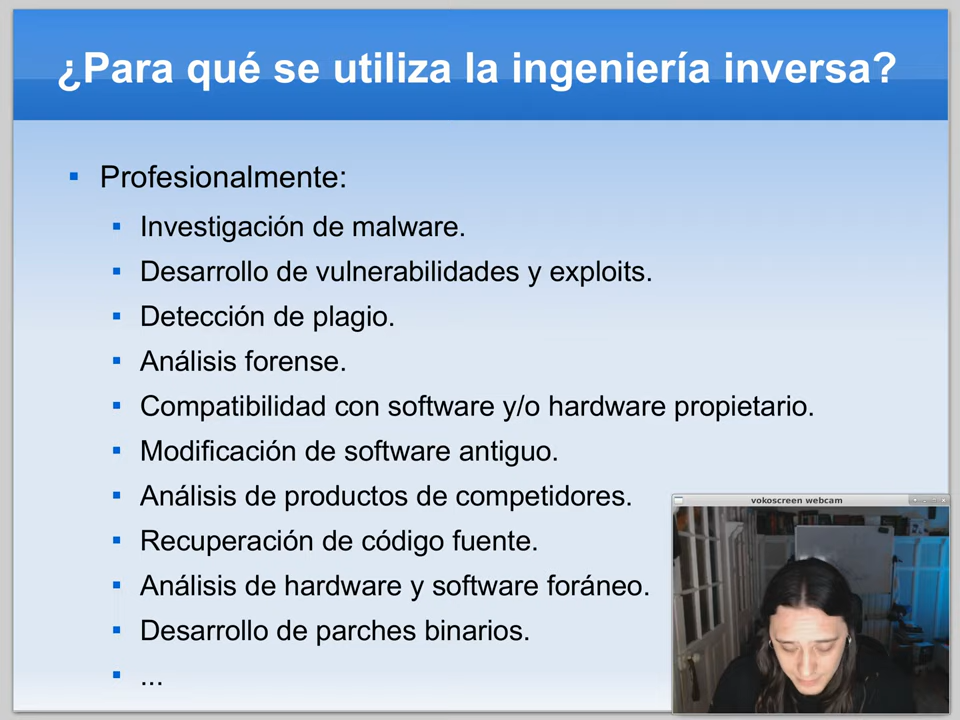 ¿Para qué se utiliza la ingeniería inversa?
Profesionalmente:
Investigación de malware.
Desarrollo de vulnerabilidades y exploits.
Detección de plagio.
Análisis forense.
Compatibilidad con software y/o hardware propietario.
Modificación de software antiguo.
Análisis de productos de competidores.
Recuperación de código fuente.
Análisis de hardware y software foráneo.
Desarrollo de parches binarios.
...
vokoscreen webcam